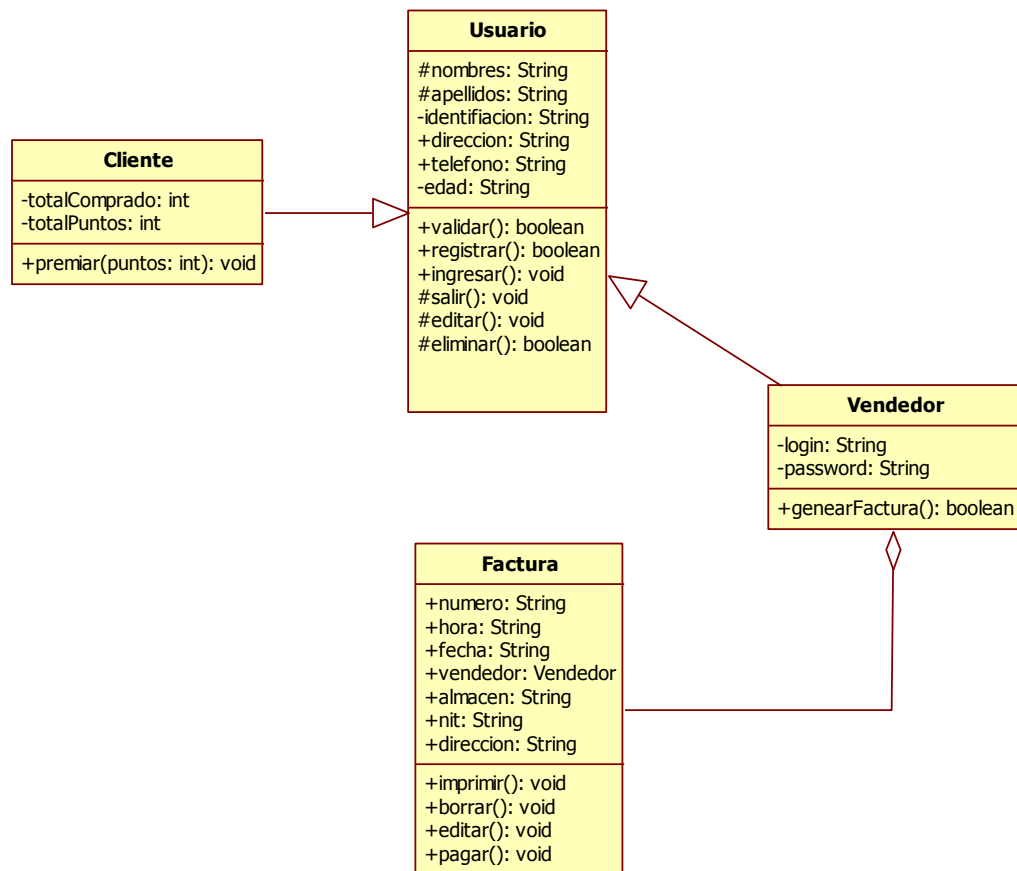 Usuario
#nombres: String
#apellidos: String
-identifiacion: String
+direccion: String
+telefono: String
-edad: String
+validar(): boolean
+registrar(): boolean
+ingresar(): void
#salir(): void
#editar(): void
#eliminar(): boolean
Cliente
-totalComprado: int
-totalPuntos: int
+premiar(puntos: int): void
Vendedor
-login: String
-password: String
+genearFactura(): boolean
Factura
+numero: String
+hora: String
+fecha: String
+vendedor: Vendedor
+almacen: String
+nit: String
+direccion: String
+imprimir(): void
+borrar(): void
+editar(): void
+pagar(): void